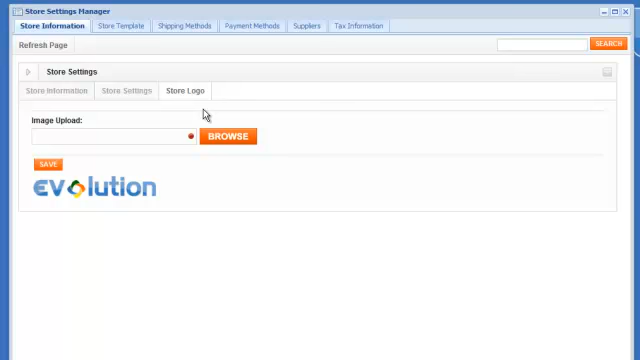 Store Settings Manager
Store Information Store Template Shipping Methods Payment Methods Suppliers Tax Information
Refresh Page SEARCH
Store Settings
Store Information Store Settings Store Logo
Image Upload:
BROWSE
SAVE
EVolution